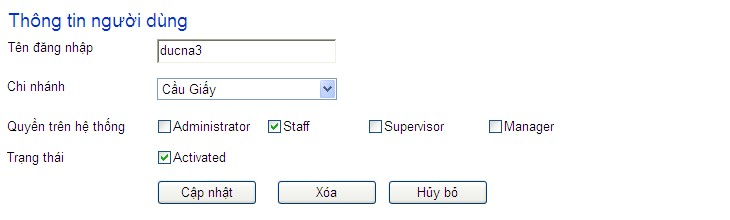 Thông tin người dùng
Tên đăng nhập ducna3
Chi nhánh Cầu Giấy
Quyền trên hệ thống Administrator Staff Supervisor Manager
Trạng thái Activated
Cập nhật Xóa Hủy bỏ